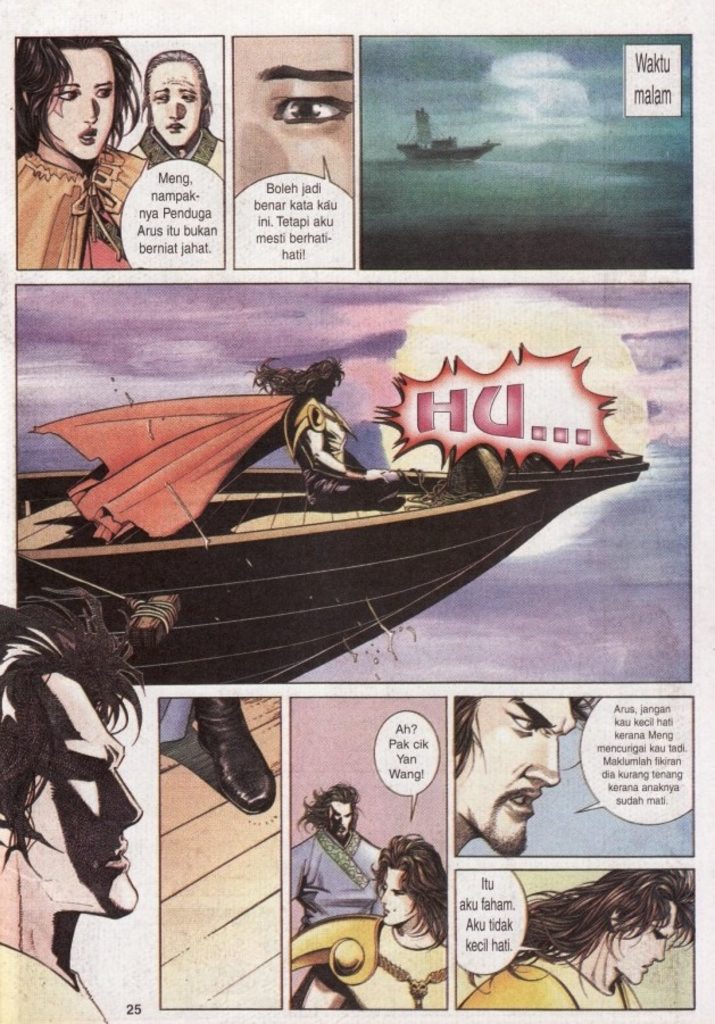 Meng,
nampak-
nya Penduga
Arus itu bukan
berniat jahat.
Boleh jadi
benar kata kau
ini. Tetapi aku
mesti berhati-
hati!
Waktu
malam
HU...
Ah?
Pak cik
Yan
Wang!
Arus, jangan
kau kecil hati
kerana Meng
mencurigai kau tadi.
Maklumlah fikiran
dia kurang tenang
kerana anaknya
sudah mati.
Itu
aku faham.
Aku tidak
kecil hati.
25